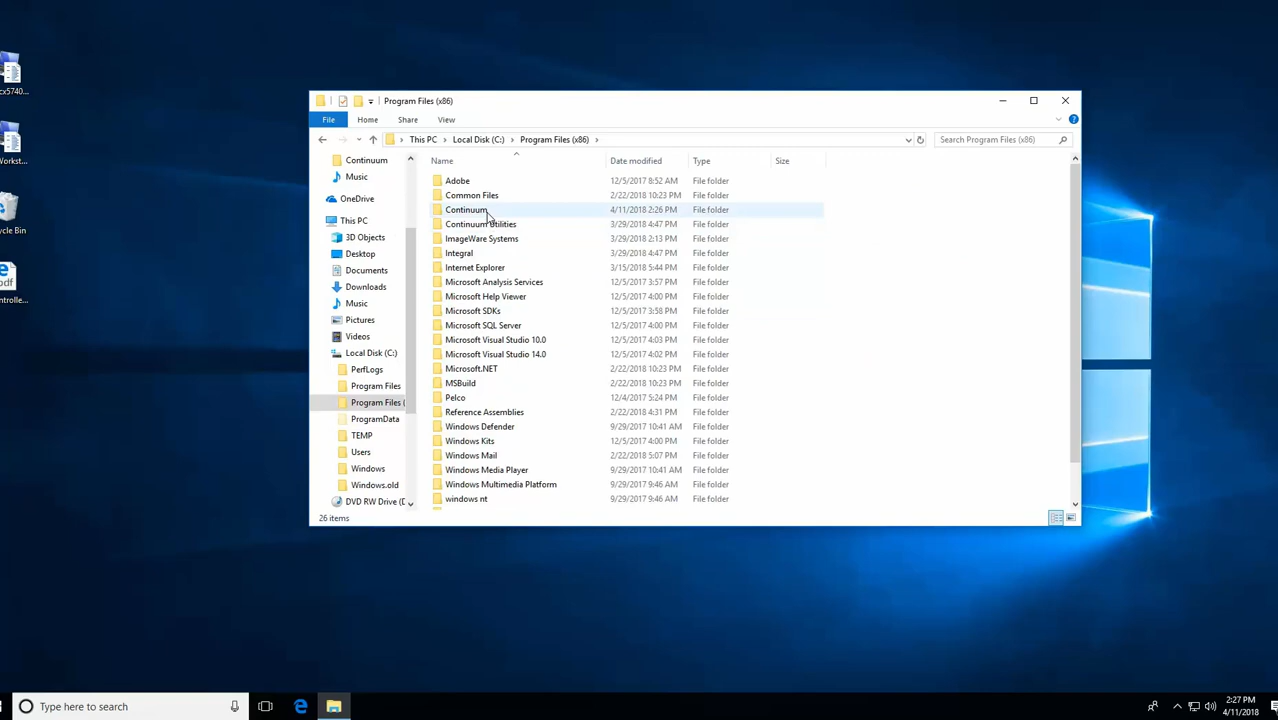 cx5740...
Workst...
cycle Bin
pdf
ontrolle...
Program Files (x86)
File Home Share View
This PC Local Disk (C:) Program Files (x86)
Search Program Files (x86)
Continuum
Music
OneDrive
This PC
3D Objects
Desktop
Documents
Downloads
Music
Pictures
Videos
Local Disk (C:)
PerfLogs
Program Files
Program Files (
ProgramData
TEMP
Users
Windows
Windows.old
DVD RW Drive (D
Name Date modified Type Size
Adobe 12/5/2017 8:52 AM File folder
Common Files 2/22/2018 10:23 PM File folder
Continuum 4/11/2018 2:26 PM File folder
Continuum Utilities 3/29/2018 4:47 PM File folder
ImageWare Systems 3/29/2018 2:13 PM File folder
Integral 3/29/2018 4:47 PM File folder
Internet Explorer 3/15/2018 5:44 PM File folder
Microsoft Analysis Services 12/5/2017 3:57 PM File folder
Microsoft Help Viewer 12/5/2017 4:00 PM File folder
Microsoft SDKs 12/5/2017 3:58 PM File folder
Microsoft SQL Server 12/5/2017 4:00 PM File folder
Microsoft Visual Studio 10.0 12/5/2017 4:03 PM File folder
Microsoft Visual Studio 14.0 12/5/2017 4:02 PM File folder
Microsoft.NET 2/22/2018 10:23 PM File folder
MSBuild 2/22/2018 10:23 PM File folder
Pelco 12/4/2017 5:24 PM File folder
Reference Assemblies 2/22/2018 4:31 PM File folder
Windows Defender 9/29/2017 10:41 AM File folder
Windows Kits 12/5/2017 4:00 PM File folder
Windows Mail 2/22/2018 5:07 PM File folder
Windows Media Player 9/29/2017 10:41 AM File folder
Windows Multimedia Platform 9/29/2017 9:46 AM File folder
windows nt 9/29/2017 9:46 AM File folder
26 items
Type here to search
2:27 PM
4/11/2018